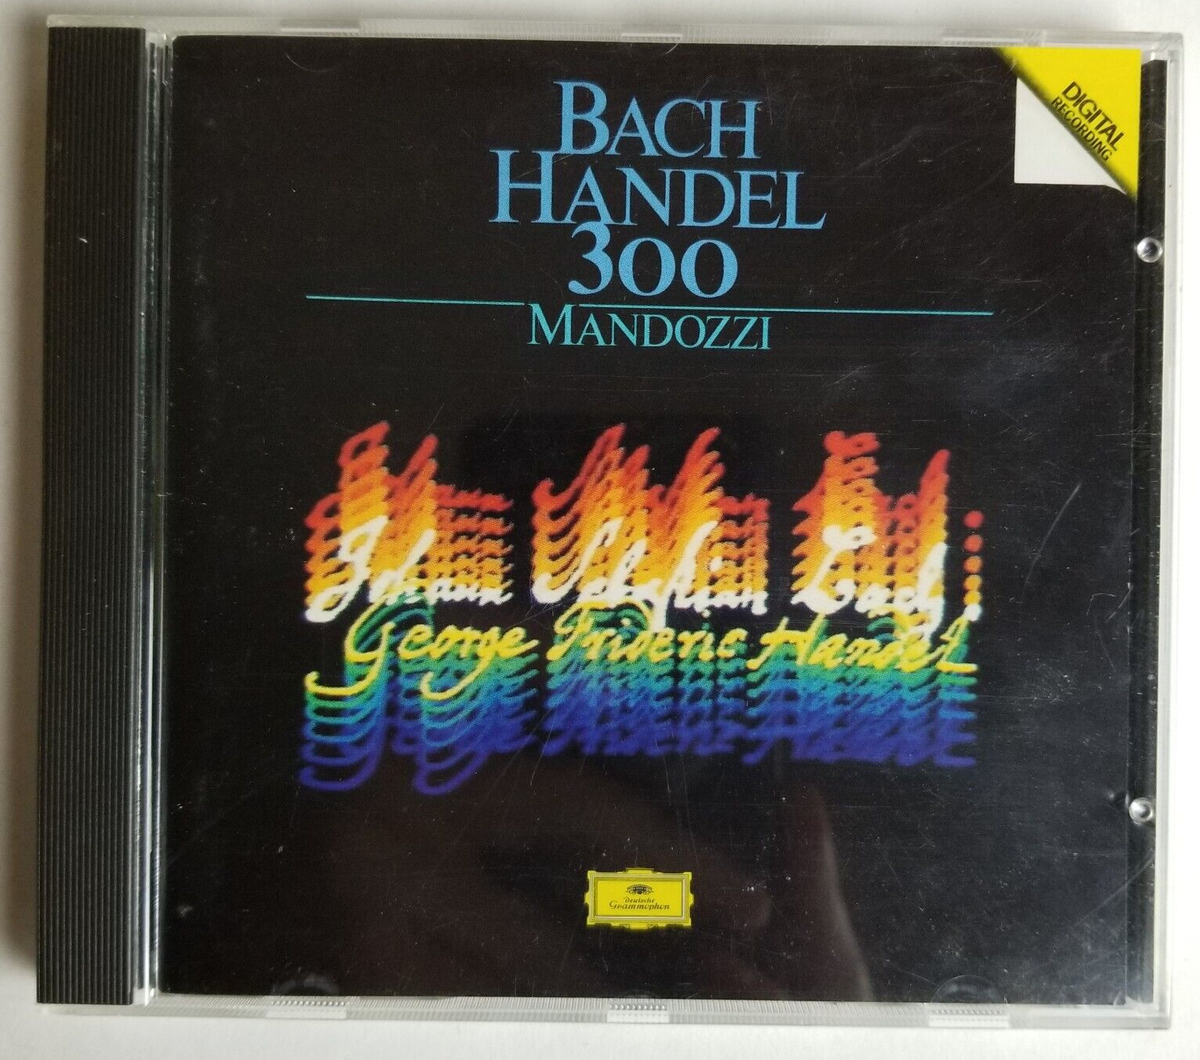 BACH
HANDEL
300
MANDOZZI
DIGITAL
RECORDING
Johann Sebastian Bach.
George Frideric Handel
Deutsche
Grammophon